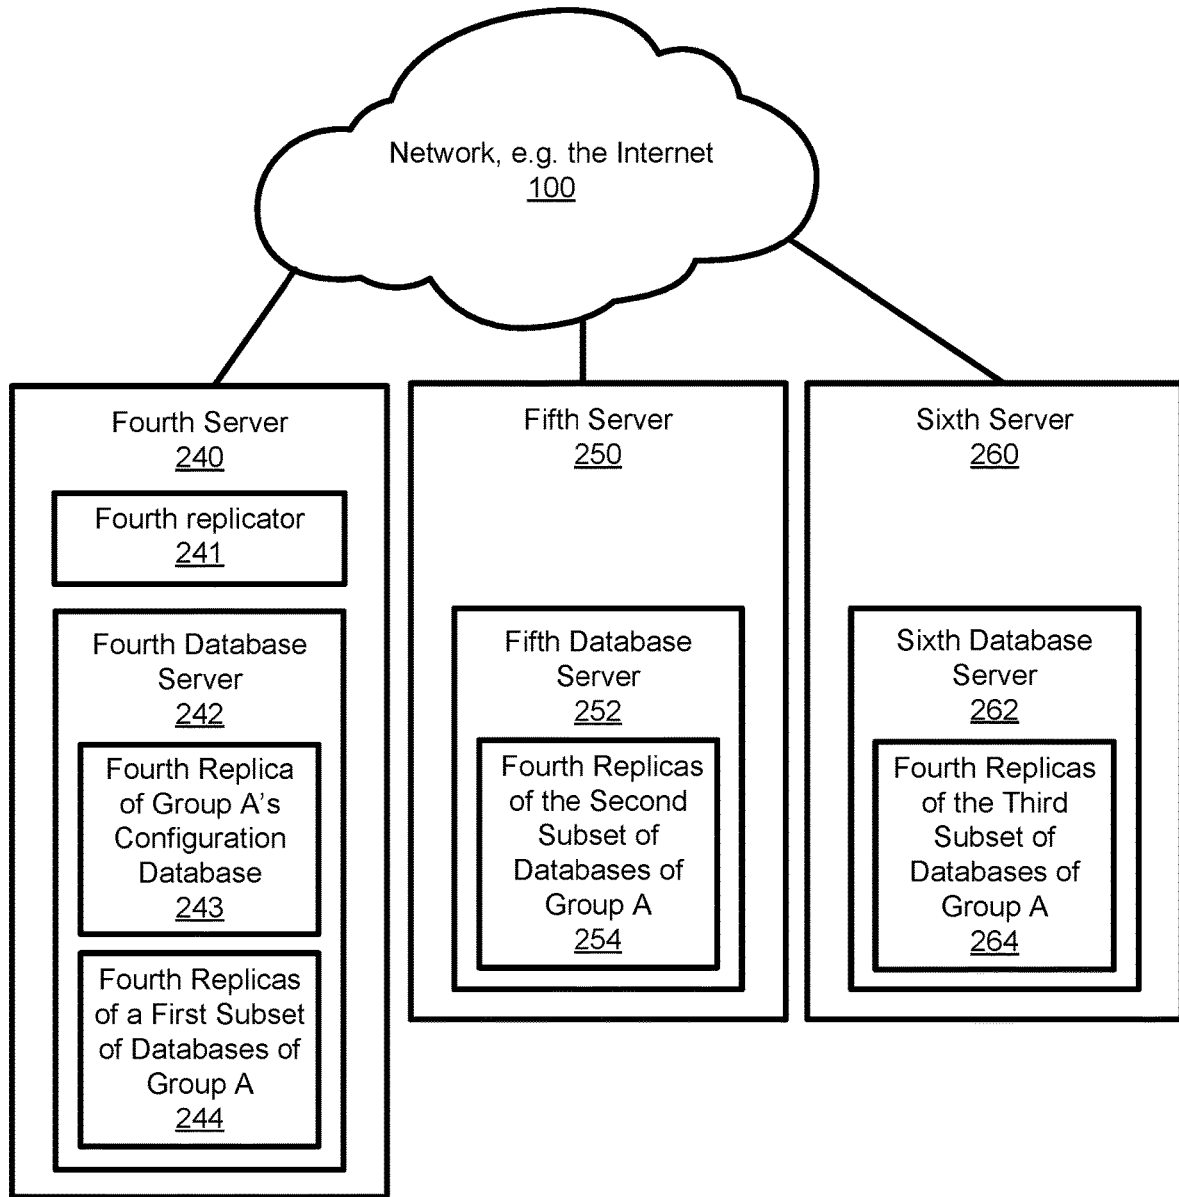 Network, e.g. the Internet
100
Fourth Server
240
Fourth replicator
241
Fourth Database
Server
242
Fourth Replica
of Group A's
Configuration
Database
243
Fourth Replicas
of a First Subset
of Databases of
Group A
244
Fifth Server
250
Fifth Database
Server
252
Fourth Replicas
of the Second
Subset of
Databases of
Group A
254
Sixth Server
260
Sixth Database
Server
262
Fourth Replicas
of the Third
Subset of
Databases of
Group A
264